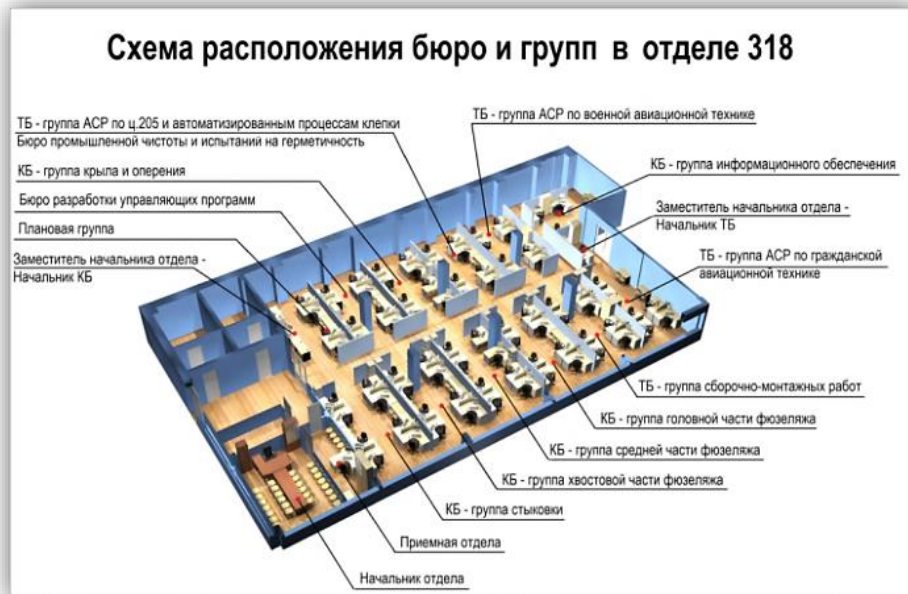 Схема расположения бюро и групп в отделе 318
ТБ - группа АСР по ц.205 и автоматизированным процессам клепки
Бюро промышленной чистоты и испытаний на герметичность
КБ - группа крыла и оперения
Бюро разработки управляющих программ
Плановая группа
Заместитель начальника отдела -
Начальник КБ
ТБ - группа АСР по военной авиационной технике
КБ - группа информационного обеспечения
Заместитель начальника отдела -
Начальник ТБ
ТБ - группа АСР по гражданской
авиационной технике
ТБ - группа сборочно-монтажных работ
КБ - группа головной части фюзеляжа
КБ - группа средней части фюзеляжа
КБ - группа хвостовой части фюзеляжа
КБ - группа стыковки
Приемная отдела
Начальник отдела